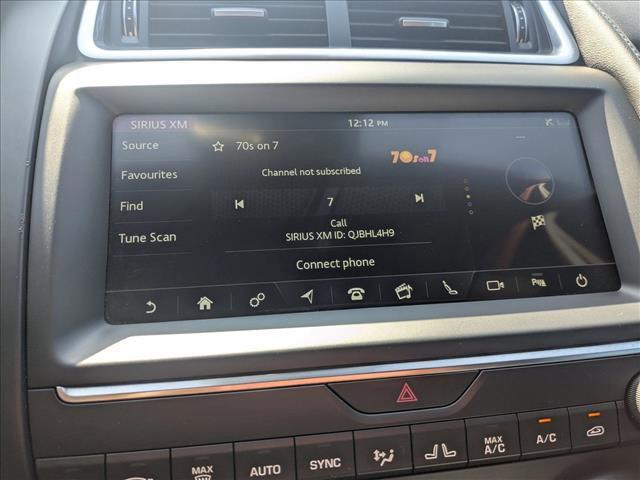 SIRIUS XM
12:12 PM
Source
70s on 7
70s on 7
Favourites
Channel not subscribed
Find
7
Call
Tune Scan
SIRIUS XM ID: QJBHL4H9
Connect phone
MAX
AUTO
SYNC
MAX
A/C
A/C